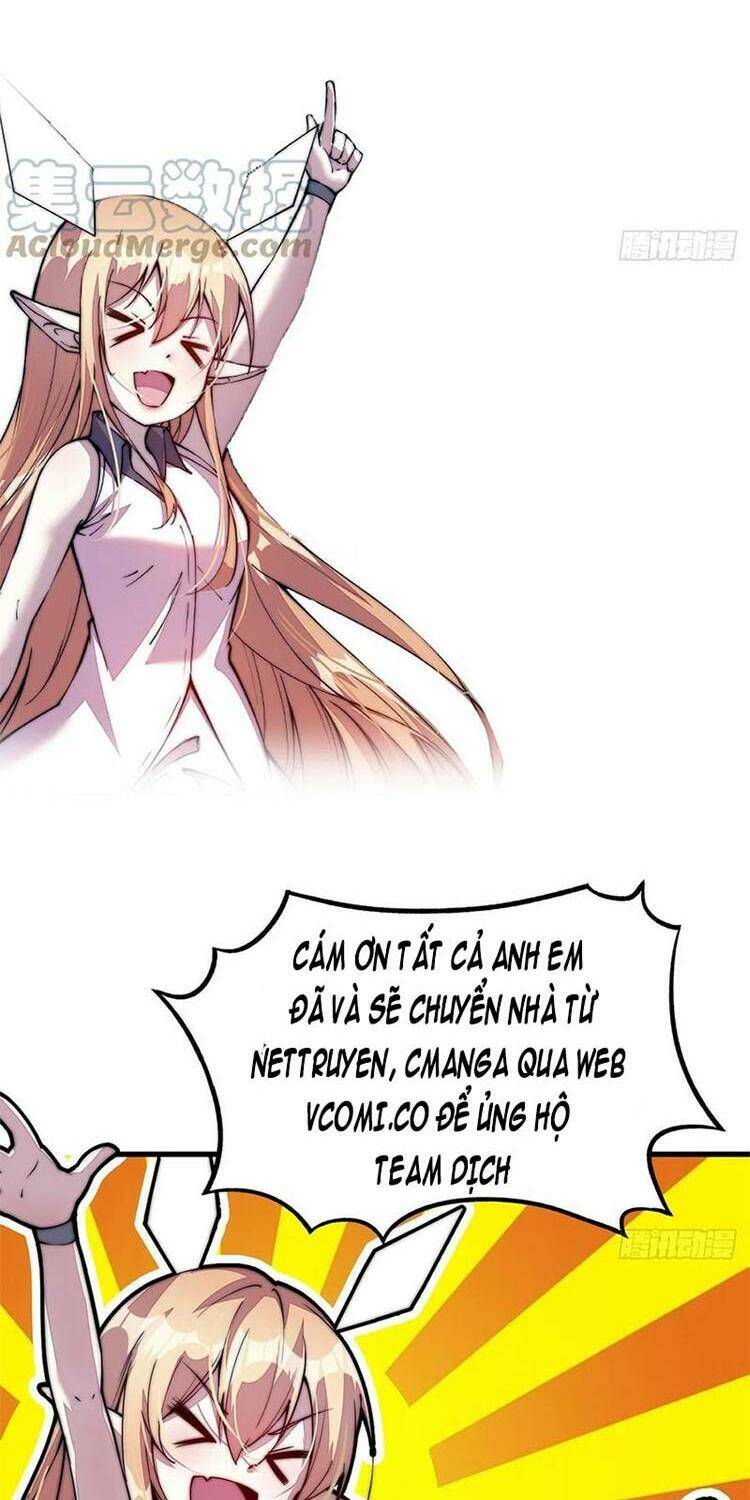 集云数据
ACloudMerge.com
腾讯动漫
CÁM ƠN TẤT CẢ ANH EM
ĐÃ VÀ SẼ CHUYỂN NHÀ TỪ
NETTRUYEN, CMANGA QUA WEB
VCOMI.CO ĐỂ ỦNG HỘ
TEAM DỊCH
腾讯动漫